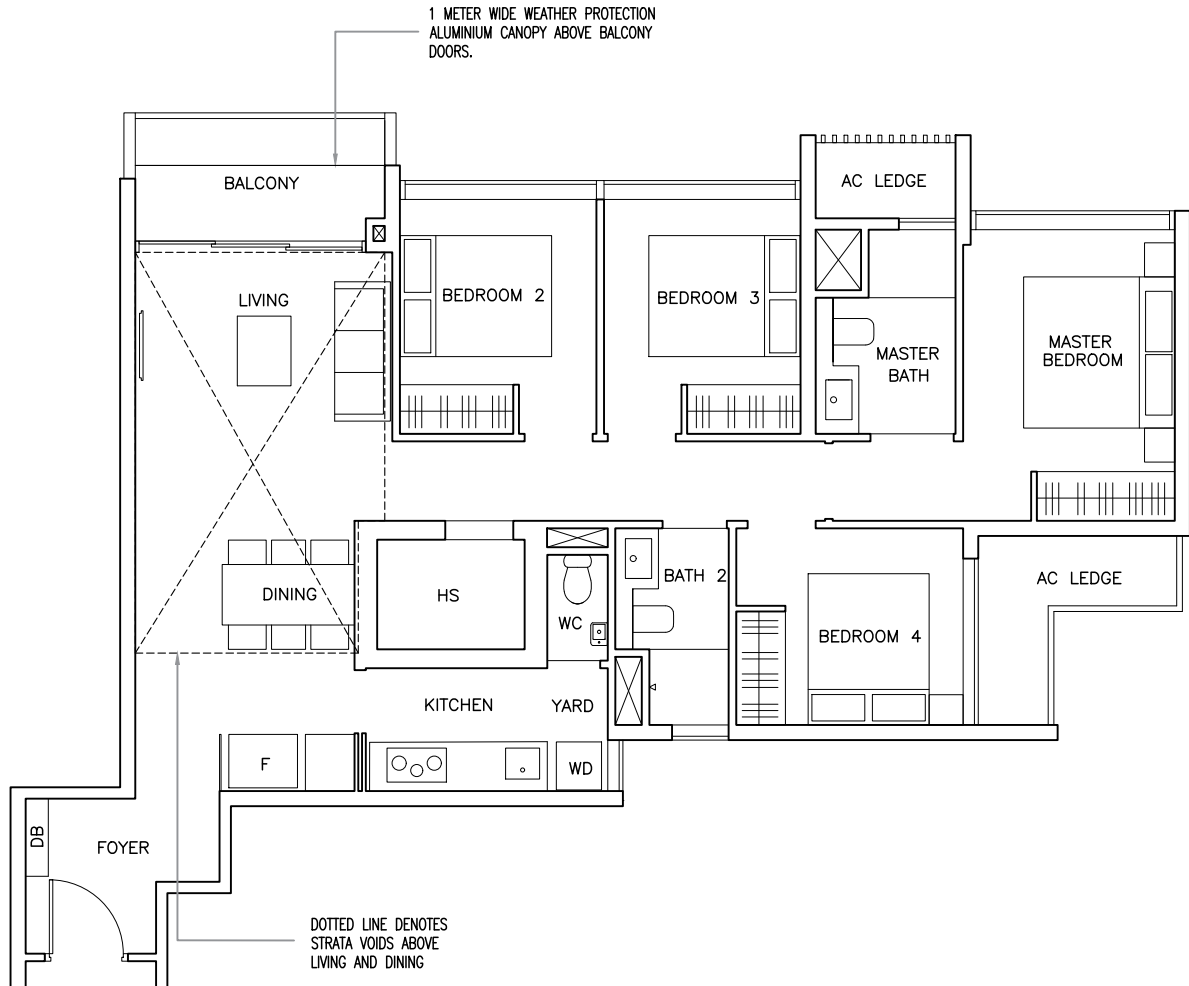 1 METER WIDE WEATHER PROTECTION
ALUMINIUM CANOPY ABOVE BALCONY
DOORS.
BALCONY
AC LEDGE
LIVING
BEDROOM 2
BEDROOM 3
MASTER
BATH
MASTER
BEDROOM
DINING
HS
WC
BATH 2
BEDROOM 4
AC LEDGE
KITCHEN
YARD
F
WD
DB
FOYER
DOTTED LINE DENOTES
STRATA VOIDS ABOVE
LIVING AND DINING